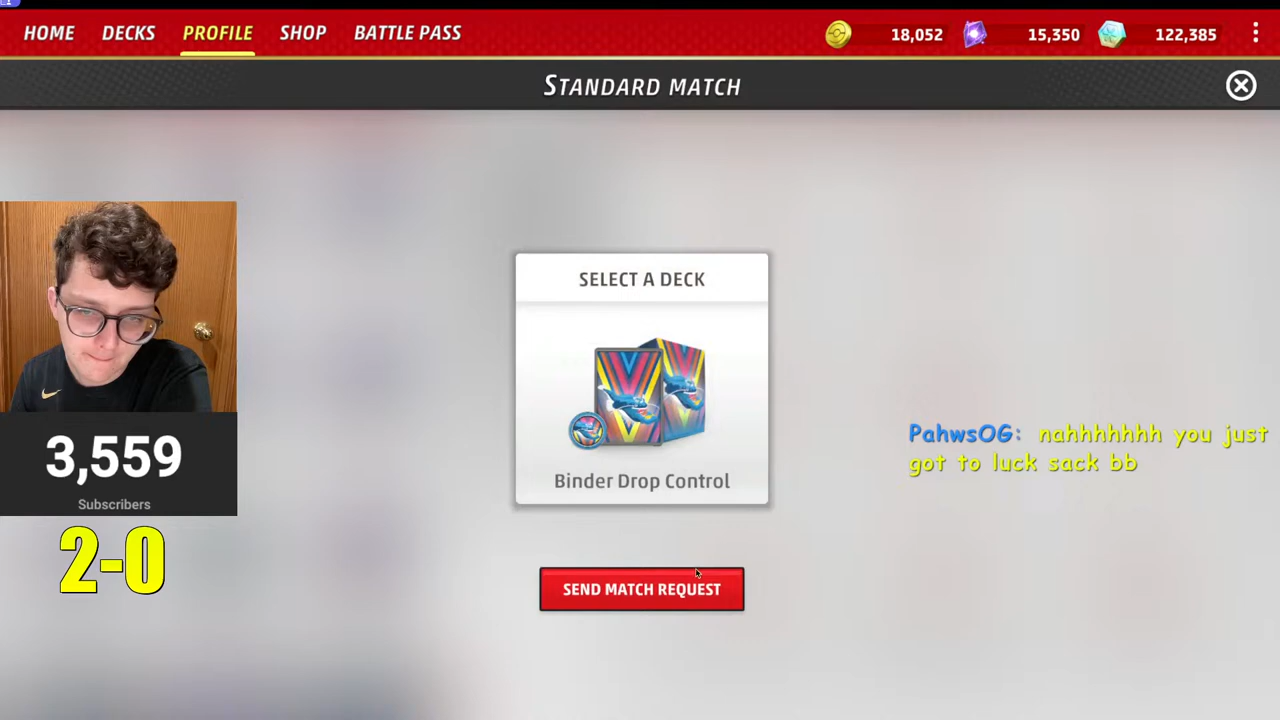 HOME DECKS PROFILE SHOP BATTLE PASS 18,052 15,350 122,385
STANDARD MATCH
SELECT A DECK
Binder Drop Control
SEND MATCH REQUEST
3,559
Subscribers
2-0
PahwsOG: nahhhhhhh you just
got to luck sack bb